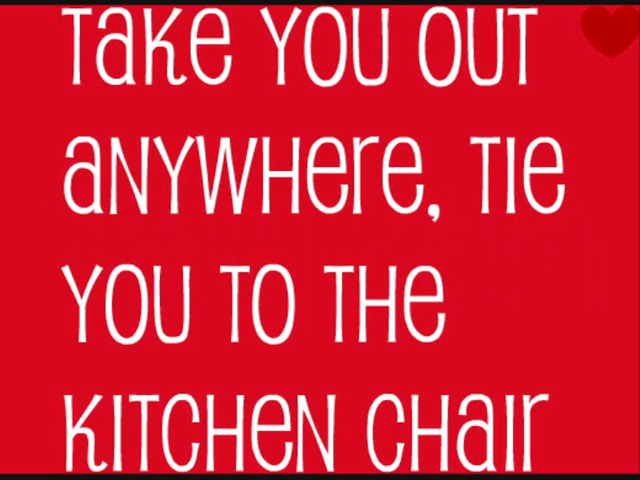 Take YOU OUT
aNYWHere, Tie
YOU TO THe
KITCHeN CHair